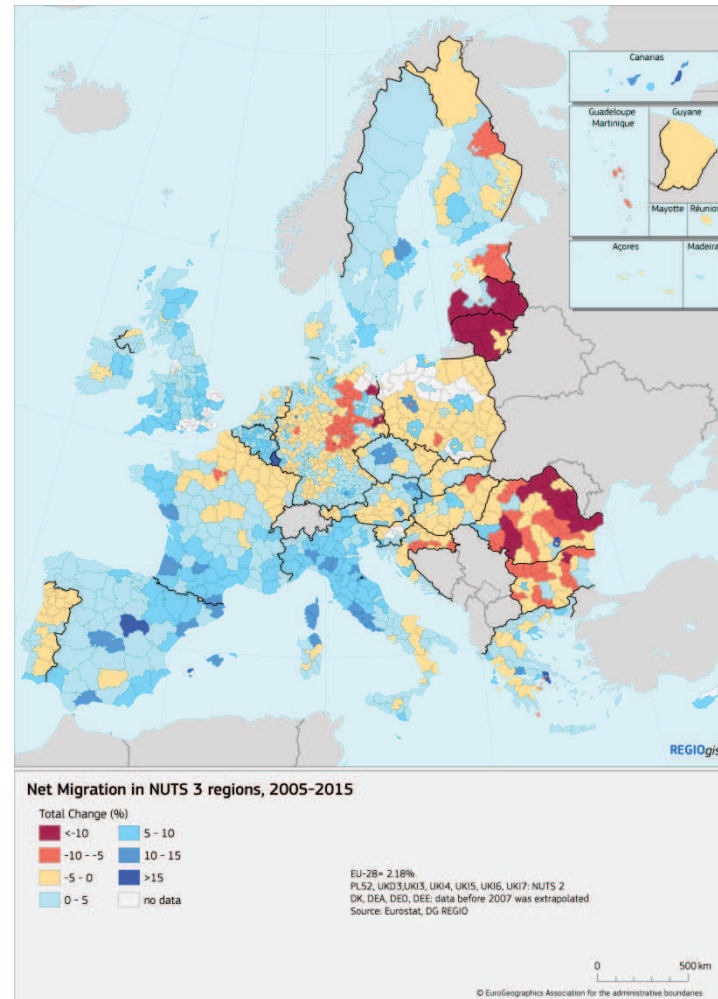 Canarias
Guadeloupe
Martinique
Guyane
Mayotte
Réunion
Açores
Madeira
REGIOgis
Net Migration in NUTS 3 regions, 2005-2015
Total Change (%)
<-10
-10 - -5
-5 - 0
0 - 5
5 - 10
10 - 15
>15
no data
EU-28= 2.18%
PL52, UKD3,UKI3, UKI4, UKI5, UKI6, UKI7: NUTS 2
DK, DEA, DED, DEE: data before 2007 was extrapolated
Source: Eurostat, DG REGIO
0 500 km
© EuroGeographics Association for the administrative boundaries